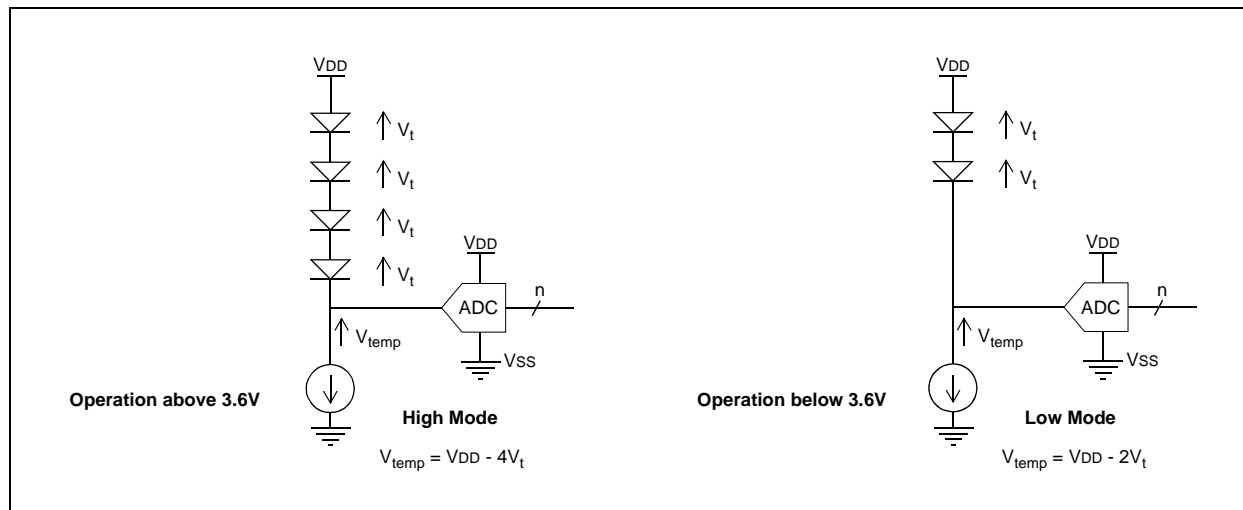 VDD
Vt
Vt
Vt
Vt
VDD
ADC
n
Vtemp
VSS
Operation above 3.6V
High Mode
Vtemp = VDD - 4Vt
VDD
Vt
Vt
VDD
ADC
n
Vtemp
VSS
Operation below 3.6V
Low Mode
Vtemp = VDD - 2Vt